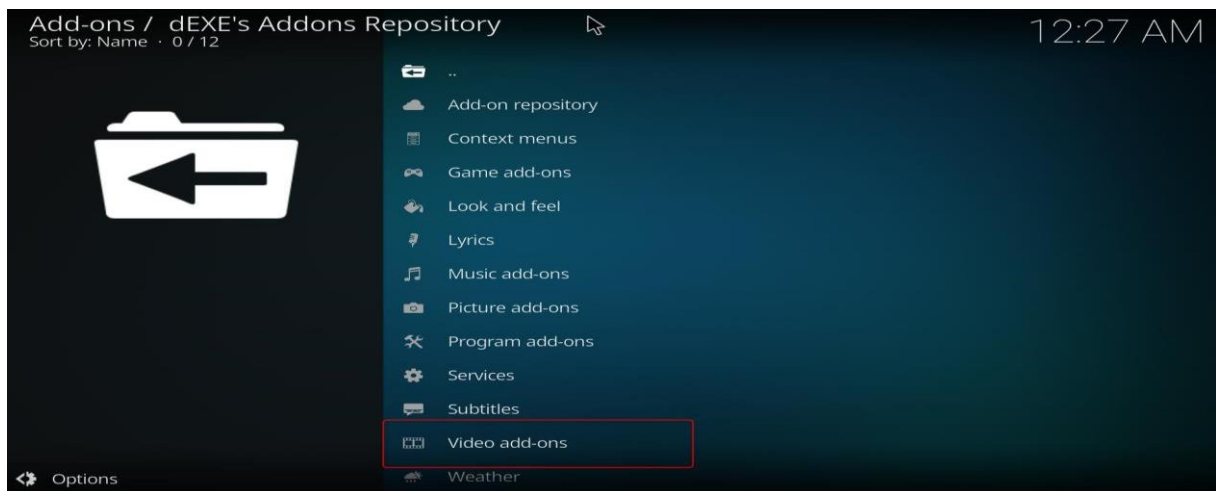 Add-ons / dEXE's Addons Repository
Sort by: Name · 0 / 12
12:27 AM
..
Add-on repository
Context menus
Game add-ons
Look and feel
Lyrics
Music add-ons
Picture add-ons
Program add-ons
Services
Subtitles
Video add-ons
Weather
Options